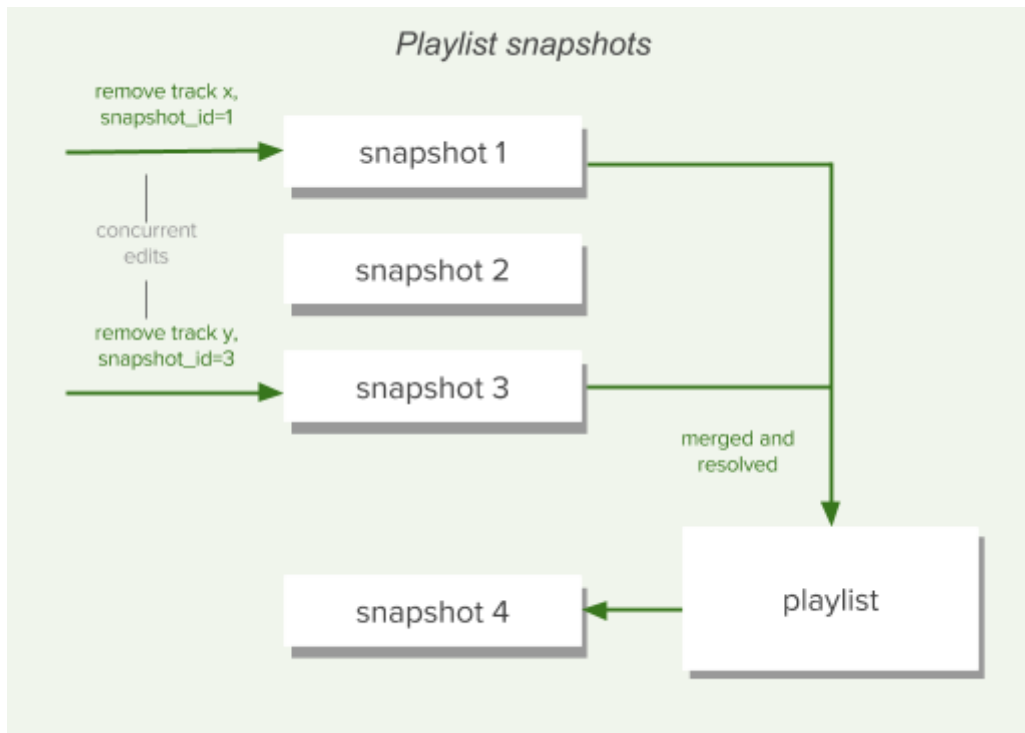 Playlist snapshots
remove track x,
snapshot_id=1
snapshot 1
concurrent
edits
snapshot 2
remove track y,
snapshot_id=3
snapshot 3
merged and
resolved
playlist
snapshot 4